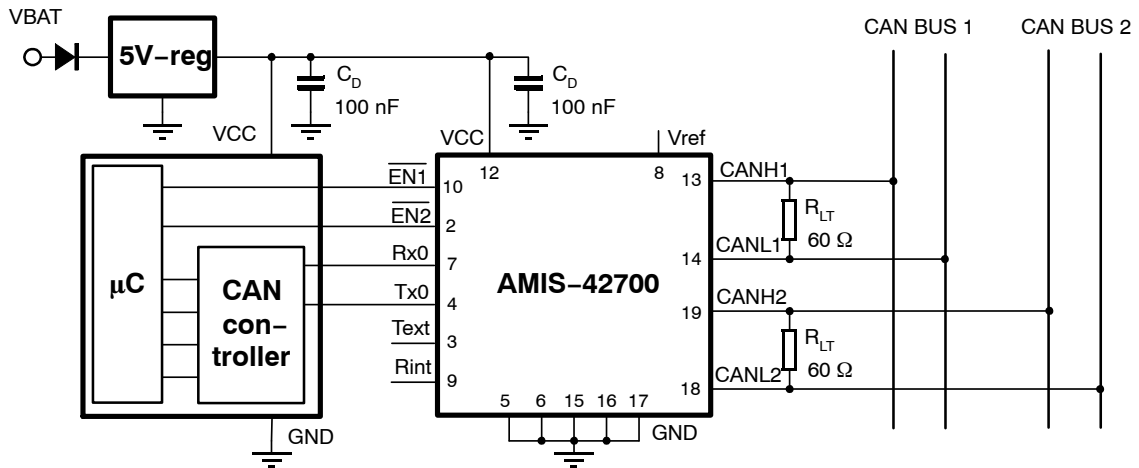 VBAT
5V−reg
CAN BUS 1
CAN BUS 2
C_D
100 nF
C_D
100 nF
VCC
VCC
Vref
12
8
EN1
10
13
CANH1
EN2
2
R_LT
60 Ω
Rx0
7
14
CANL1
µC
CAN
con−
troller
AMIS−42700
Tx0
4
19
CANH2
Text
3
R_LT
60 Ω
Rint
9
18
CANL2
5
6
15
16
17
GND
GND